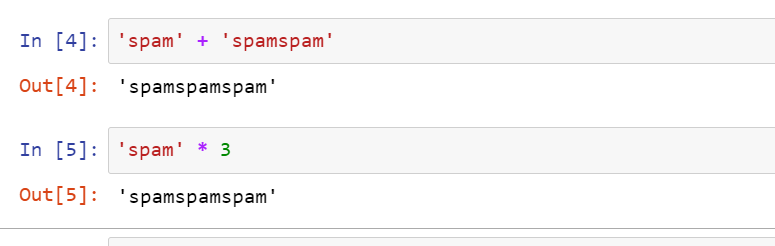 In [4]: 'spam' + 'spamspam'
Out[4]: 'spamspamspam'
In [5]: 'spam' * 3
Out[5]: 'spamspamspam'